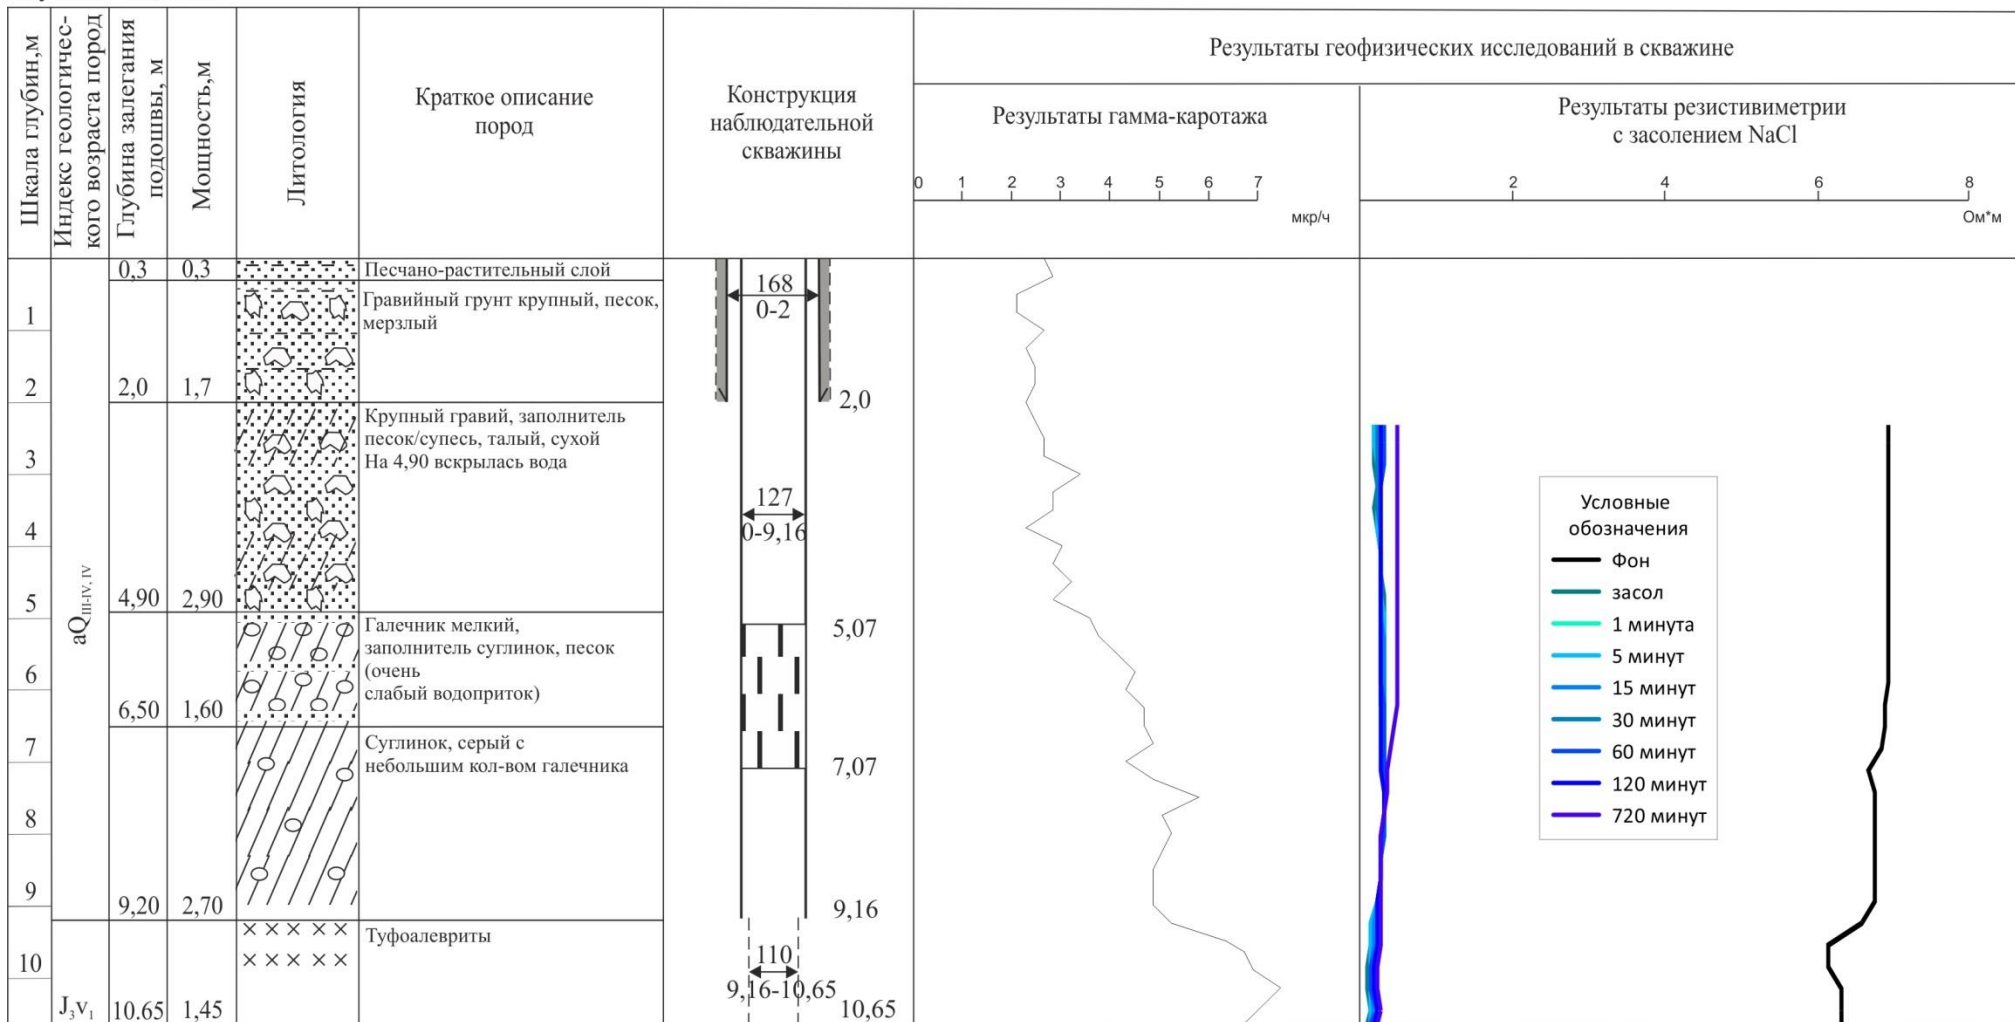 Шкала глубин,м
Индекс геологичес-
кого возраста пород
Глубина залегания
подошвы, м
Мощность,м
Литология
Краткое описание
пород
Конструкция
наблюдательной
скважины
Результаты геофизических исследований в скважине
Результаты гамма-каротажа
0 1 2 3 4 5 6 7
мкр/ч
Результаты резистивиметрии
с засолением NaCl
2 4 6 8
Ом*м
1
2
3
4
5
6
7
8
9
10
aQIII-IV, IV
J3v1
0,3 0,3
Песчано-растительный слой
2,0 1,7
Гравийный грунт крупный, песок,
мерзлый
4,90 2,90
Крупный гравий, заполнитель
песок/супесь, талый, сухой
На 4,90 вскрылась вода
6,50 1,60
Галечник мелкий,
заполнитель суглинок, песок
(очень
слабый водоприток)
9,20 2,70
Суглинок, серый с
небольшим кол-вом галечника
10.65 1,45
Туфоалевриты
168
0-2
2,0
127
0-9,16
5,07
7,07
9,16
110
9,16-10,65
10,65
Условные
обозначения
Фон
засол
1 минута
5 минут
15 минут
30 минут
60 минут
120 минут
720 минут